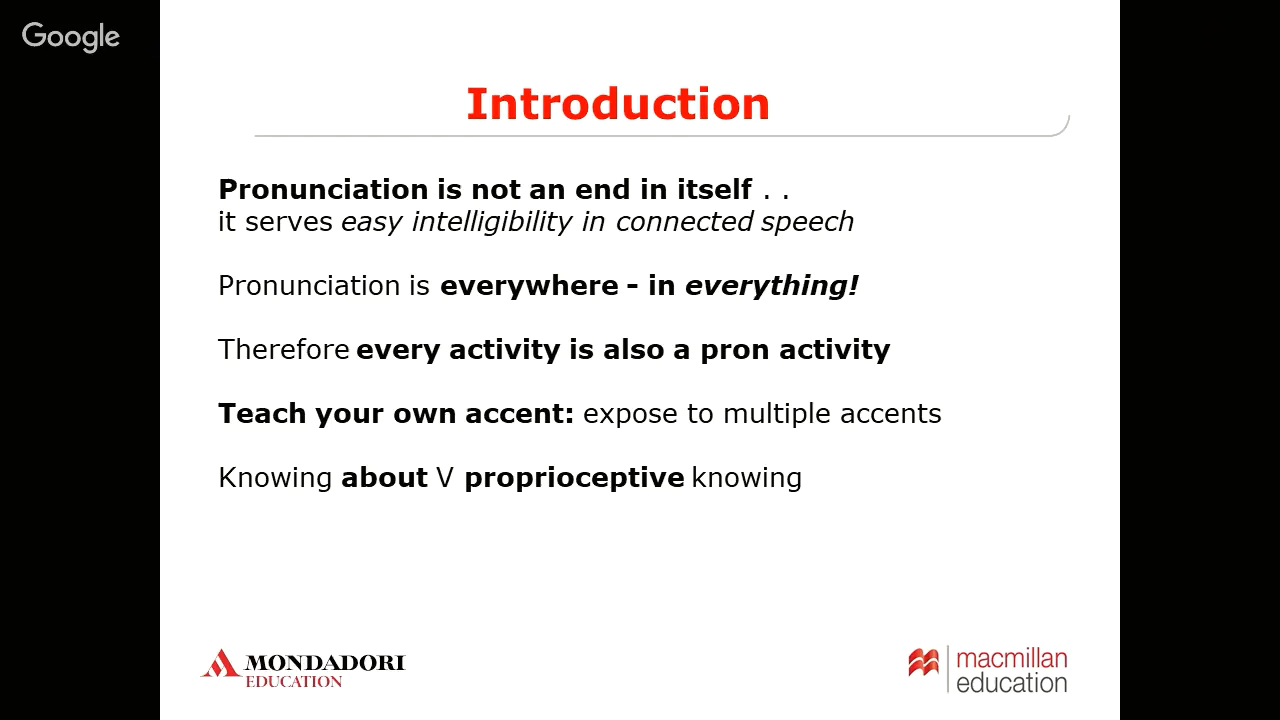 Google
Introduction
Pronunciation is not an end in itself . .
it serves easy intelligibility in connected speech
Pronunciation is everywhere - in everything!
Therefore every activity is also a pron activity
Teach your own accent: expose to multiple accents
Knowing about V proprioceptive knowing
MONDADORI
EDUCATION
macmillan
education